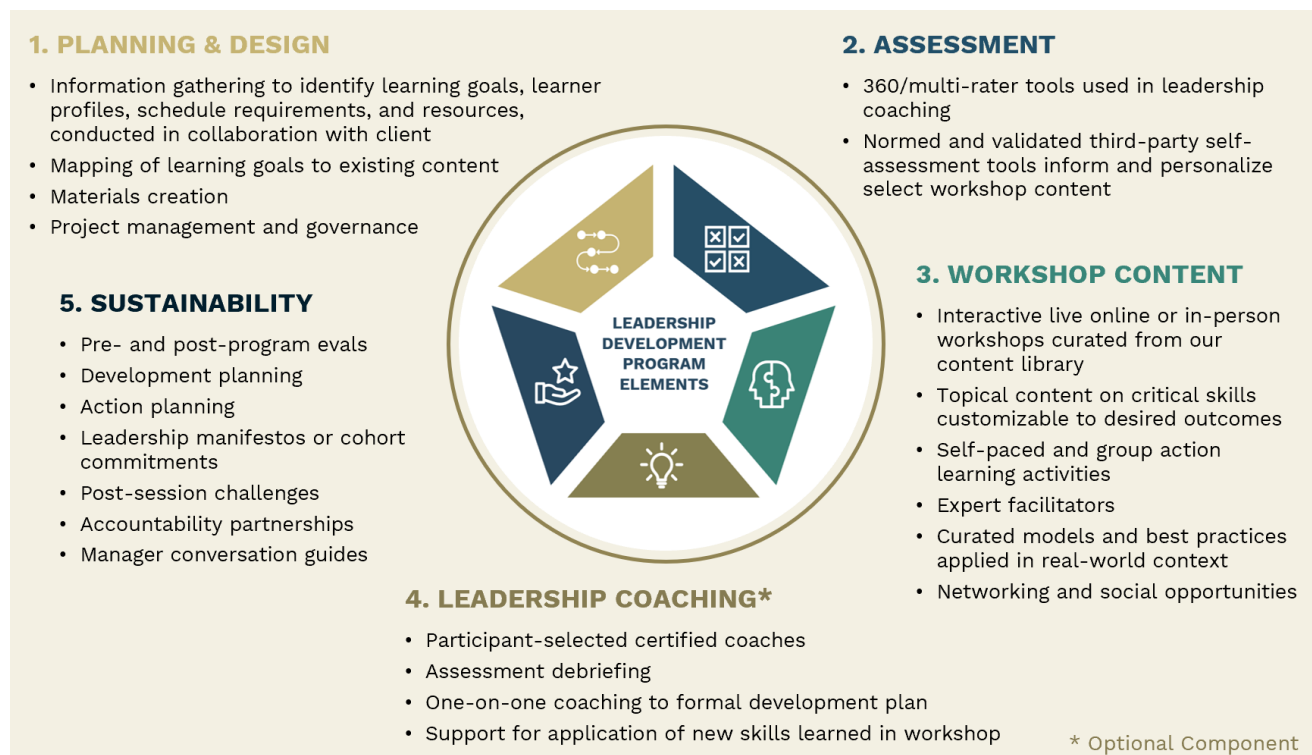 1. PLANNING & DESIGN
• Information gathering to identify learning goals, learner
profiles, schedule requirements, and resources,
conducted in collaboration with client
• Mapping of learning goals to existing content
• Materials creation
• Project management and governance
2. ASSESSMENT
• 360/multi-rater tools used in leadership
coaching
• Normed and validated third-party self-
assessment tools inform and personalize
select workshop content
3. WORKSHOP CONTENT
• Interactive live online or in-person
workshops curated from our
content library
• Topical content on critical skills
customizable to desired outcomes
• Self-paced and group action
learning activities
• Expert facilitators
• Curated models and best practices
applied in real-world context
• Networking and social opportunities
4. LEADERSHIP COACHING*
• Participant-selected certified coaches
• Assessment debriefing
• One-on-one coaching to formal development plan
• Support for application of new skills learned in workshop
5. SUSTAINABILITY
• Pre- and post-program evals
• Development planning
• Action planning
• Leadership manifestos or cohort
commitments
• Post-session challenges
• Accountability partnerships
• Manager conversation guides
LEADERSHIP
DEVELOPMENT
PROGRAM
ELEMENTS
* Optional Component